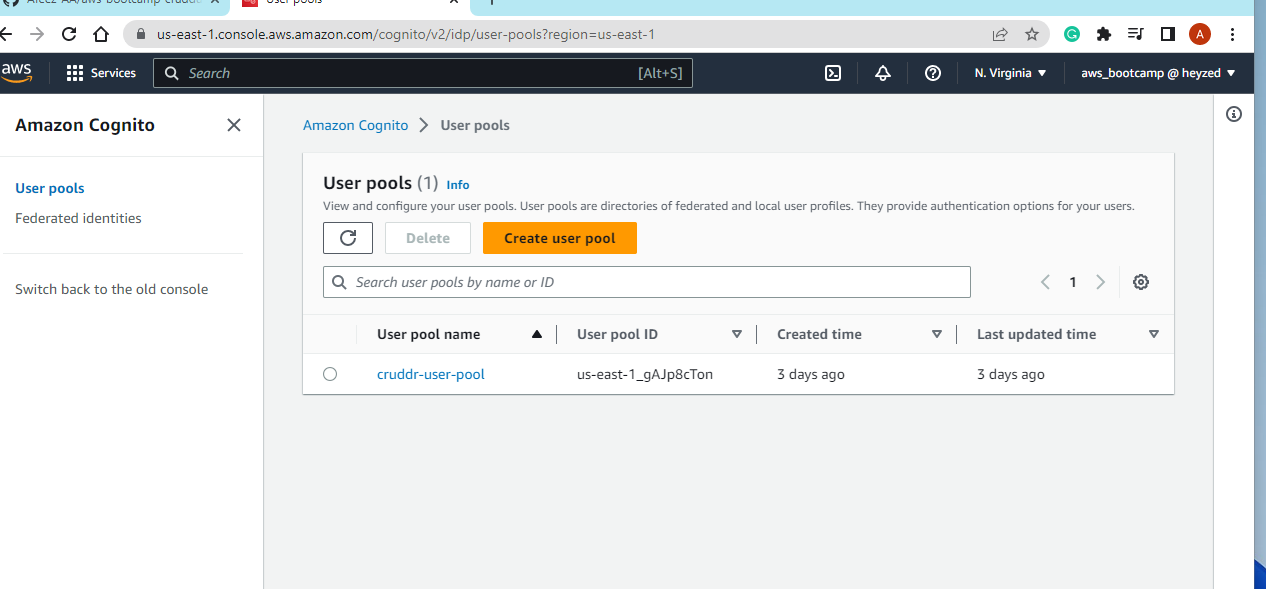 User pools
us-east-1.console.aws.amazon.com/cognito/v2/idp/user-pools?region=us-east-1
A
aws
Services
Search
[Alt+S]
N. Virginia
aws_bootcamp @ heyzed
Amazon Cognito
User pools
Federated identities
Switch back to the old console
Amazon Cognito
User pools
User pools (1) Info
View and configure your user pools. User pools are directories of federated and local user profiles. They provide authentication options for your users.
Delete
Create user pool
Search user pools by name or ID
1
User pool name
User pool ID
Created time
Last updated time
cruddr-user-pool
us-east-1_gAJp8cTon
3 days ago
3 days ago